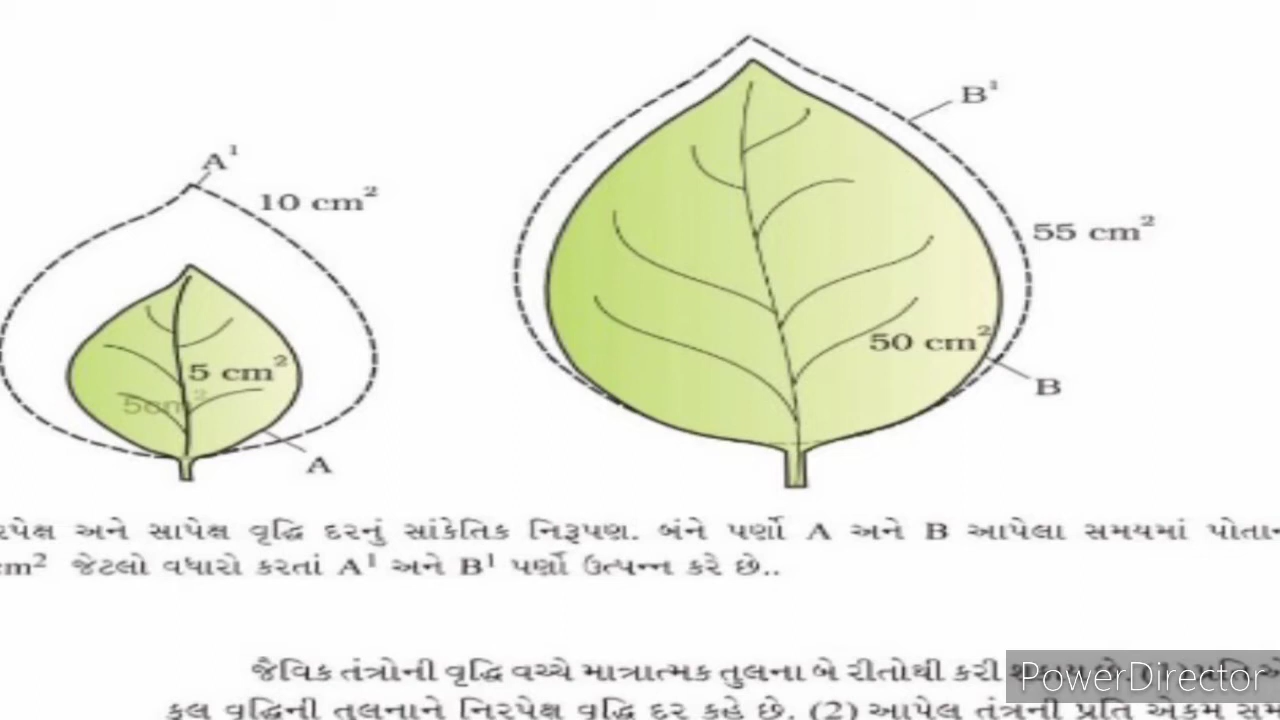 A¹
10 cm²
5 cm²
5cm²
A
B¹
55 cm²
50 cm²
B
અને સાપેક્ષ વૃદ્ધિ દરનું સાંકેતિક નિરૂપણ. બંને પર્ણો A અને B આપેલા સમયમાં
cm² જેટલો વધારો કરતાં A¹ અને B¹ પર્ણો ઉત્પન્ન કરે છે..
જૈવિક તંત્રોની વૃદ્ધિ વચ્ચે માત્રાત્મક તુલના બે રીતોથી કરી
કુલ વૃદ્ધિની તુલનાને નિરપેક્ષ વૃદ્ધિ દર કહે છે. (2) આપેલ તંત્રની પ્રતિ એકમ
PowerDirector